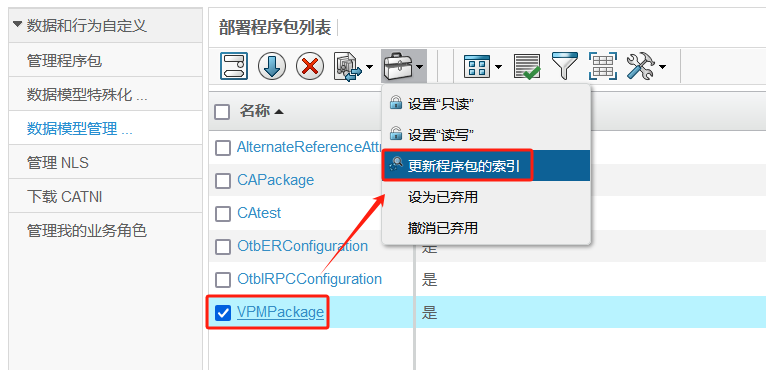 数据和行为自定义
管理程序包
数据模型特殊化 ...
数据模型管理 ...
管理 NLS
下载 CATNI
管理我的业务角色
部署程序包列表
名称
AlternateReferenceAttr
CAPackage
CAtest
OtbERConfiguration
是
OtbIRPCConfiguration
是
VPMPackage
是
设置“只读”
设置“读写”
更新程序包的索引
设为已弃用
撤消已弃用